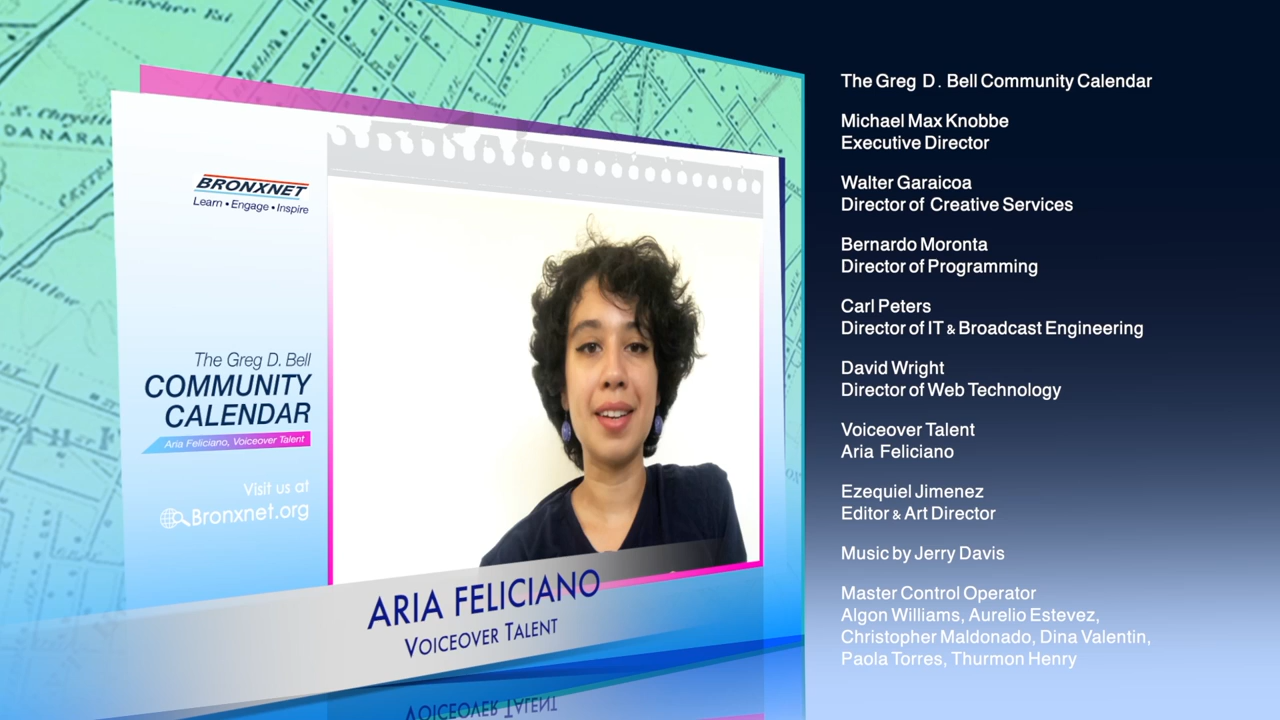 BRONXNET
Learn • Engage • Inspire
The Greg D. Bell
COMMUNITY
CALENDAR
Aria Feliciano, Voiceover Talent
Visit us at
Bronxnet.org
ARIA FELICIANO
VOICEOVER TALENT
VOICEOVER TALENT
The Greg D. Bell Community Calendar
Michael Max Knobbe
Executive Director
Walter Garaicoa
Director of Creative Services
Bernardo Moronta
Director of Programming
Carl Peters
Director of IT & Broadcast Engineering
David Wright
Director of Web Technology
Voiceover Talent
Aria Feliciano
Ezequiel Jimenez
Editor & Art Director
Music by Jerry Davis
Master Control Operator
Algon Williams, Aurelio Estevez,
Christopher Maldonado, Dina Valentin,
Paola Torres, Thurmon Henry